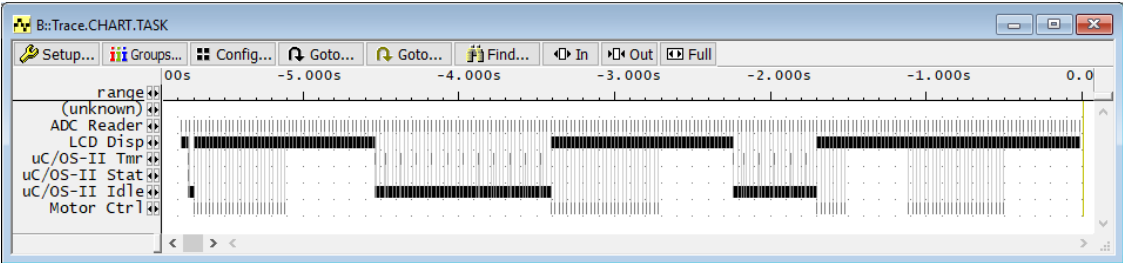 B::Trace.CHART.TASK
Setup... Groups... Config... Goto... Goto... Find... In Out Full
00s -5.000s -4.000s -3.000s -2.000s -1.000s 0.0
range
(unknown)
ADC Reader
LCD Disp
uC/OS-II Tmr
uC/OS-II Stat
uC/OS-II Idle
Motor Ctrl